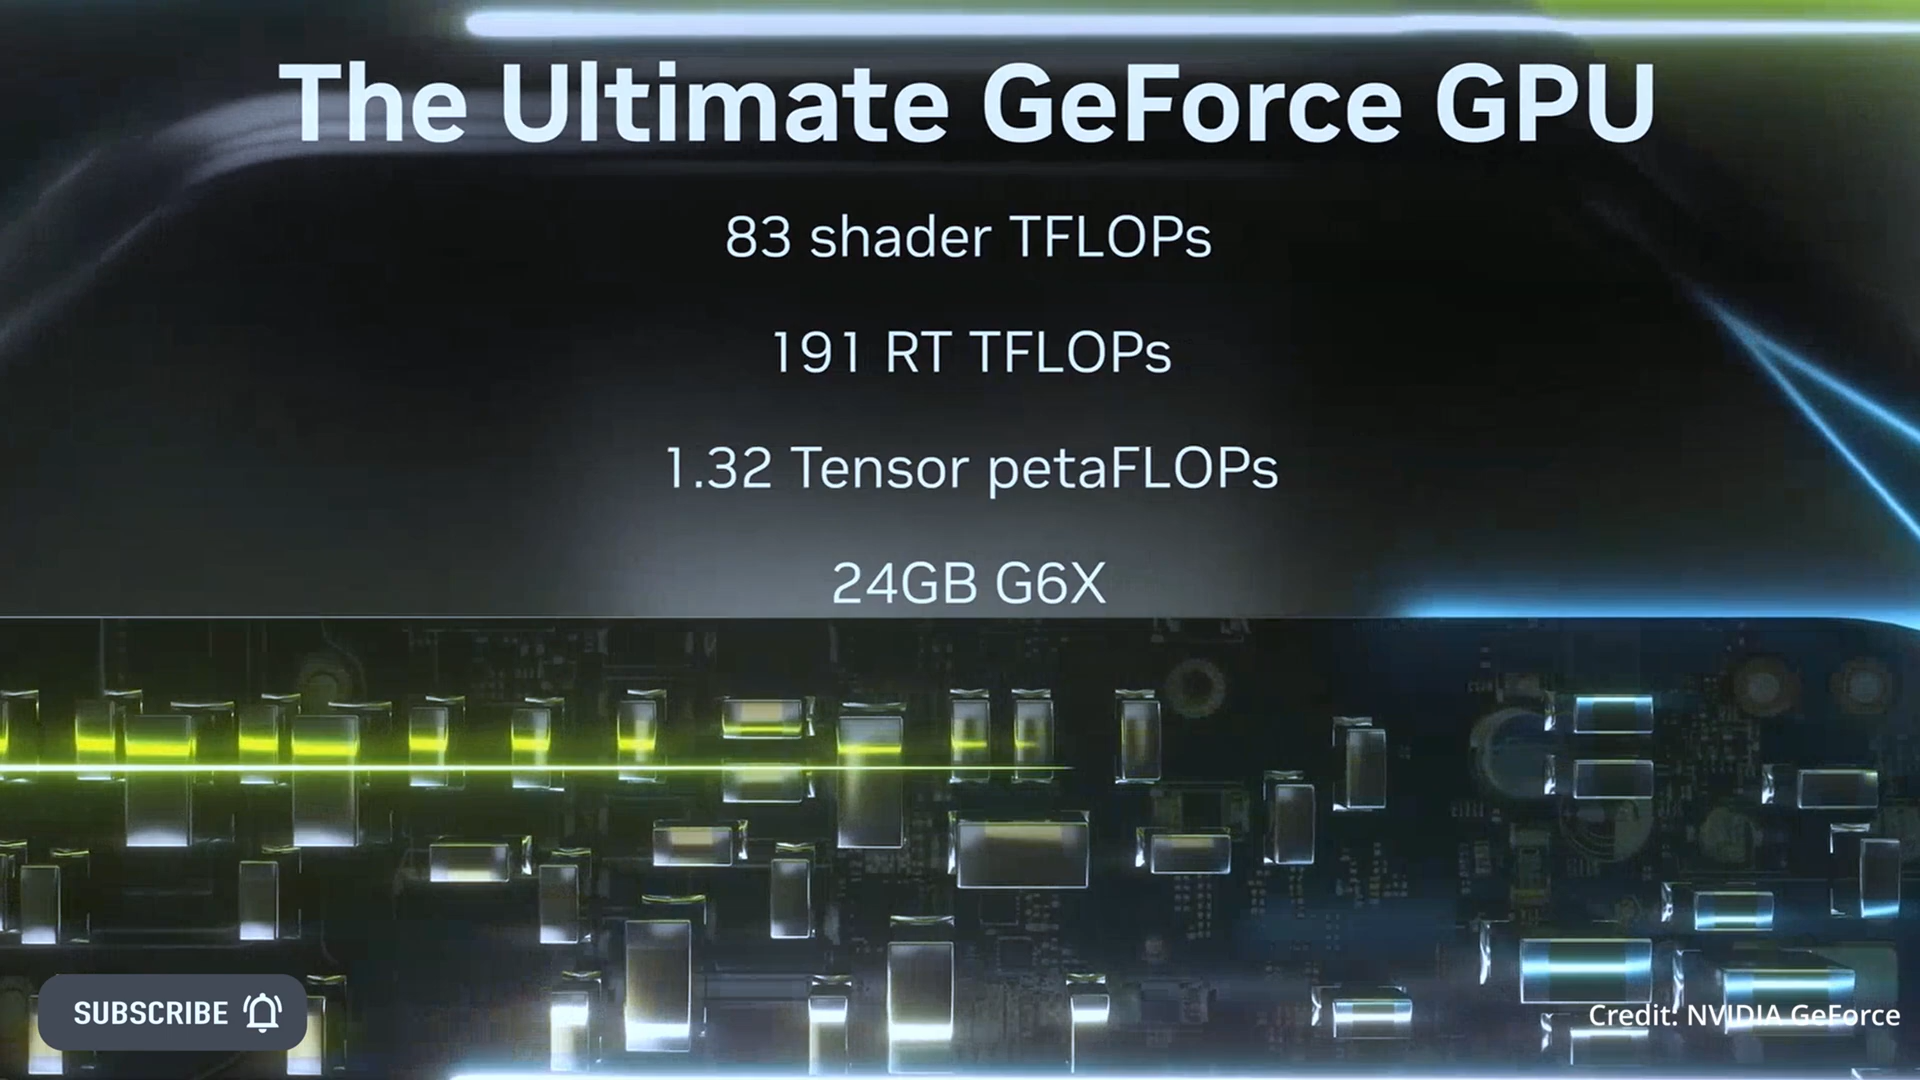 The Ultimate GeForce GPU
83 shader TFLOPs
191 RT TFLOPs
1.32 Tensor petaFLOPs
24GB G6X
SUBSCRIBE
Credit: NVIDIA GeForce